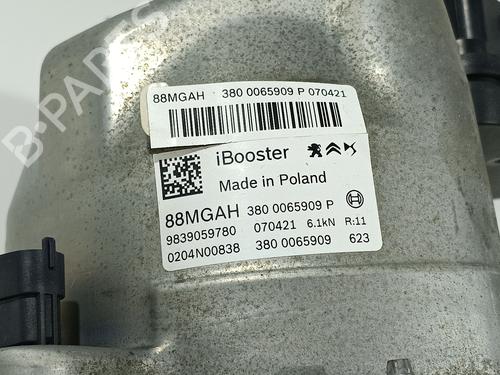 88MGAH 380 0065909 P 070421
iBooster
Made in Poland
88MGAH 380 0065909 P
9839059780 070421 6.1kN R:11
0204N00838 380 0065909 623
B-PARTS